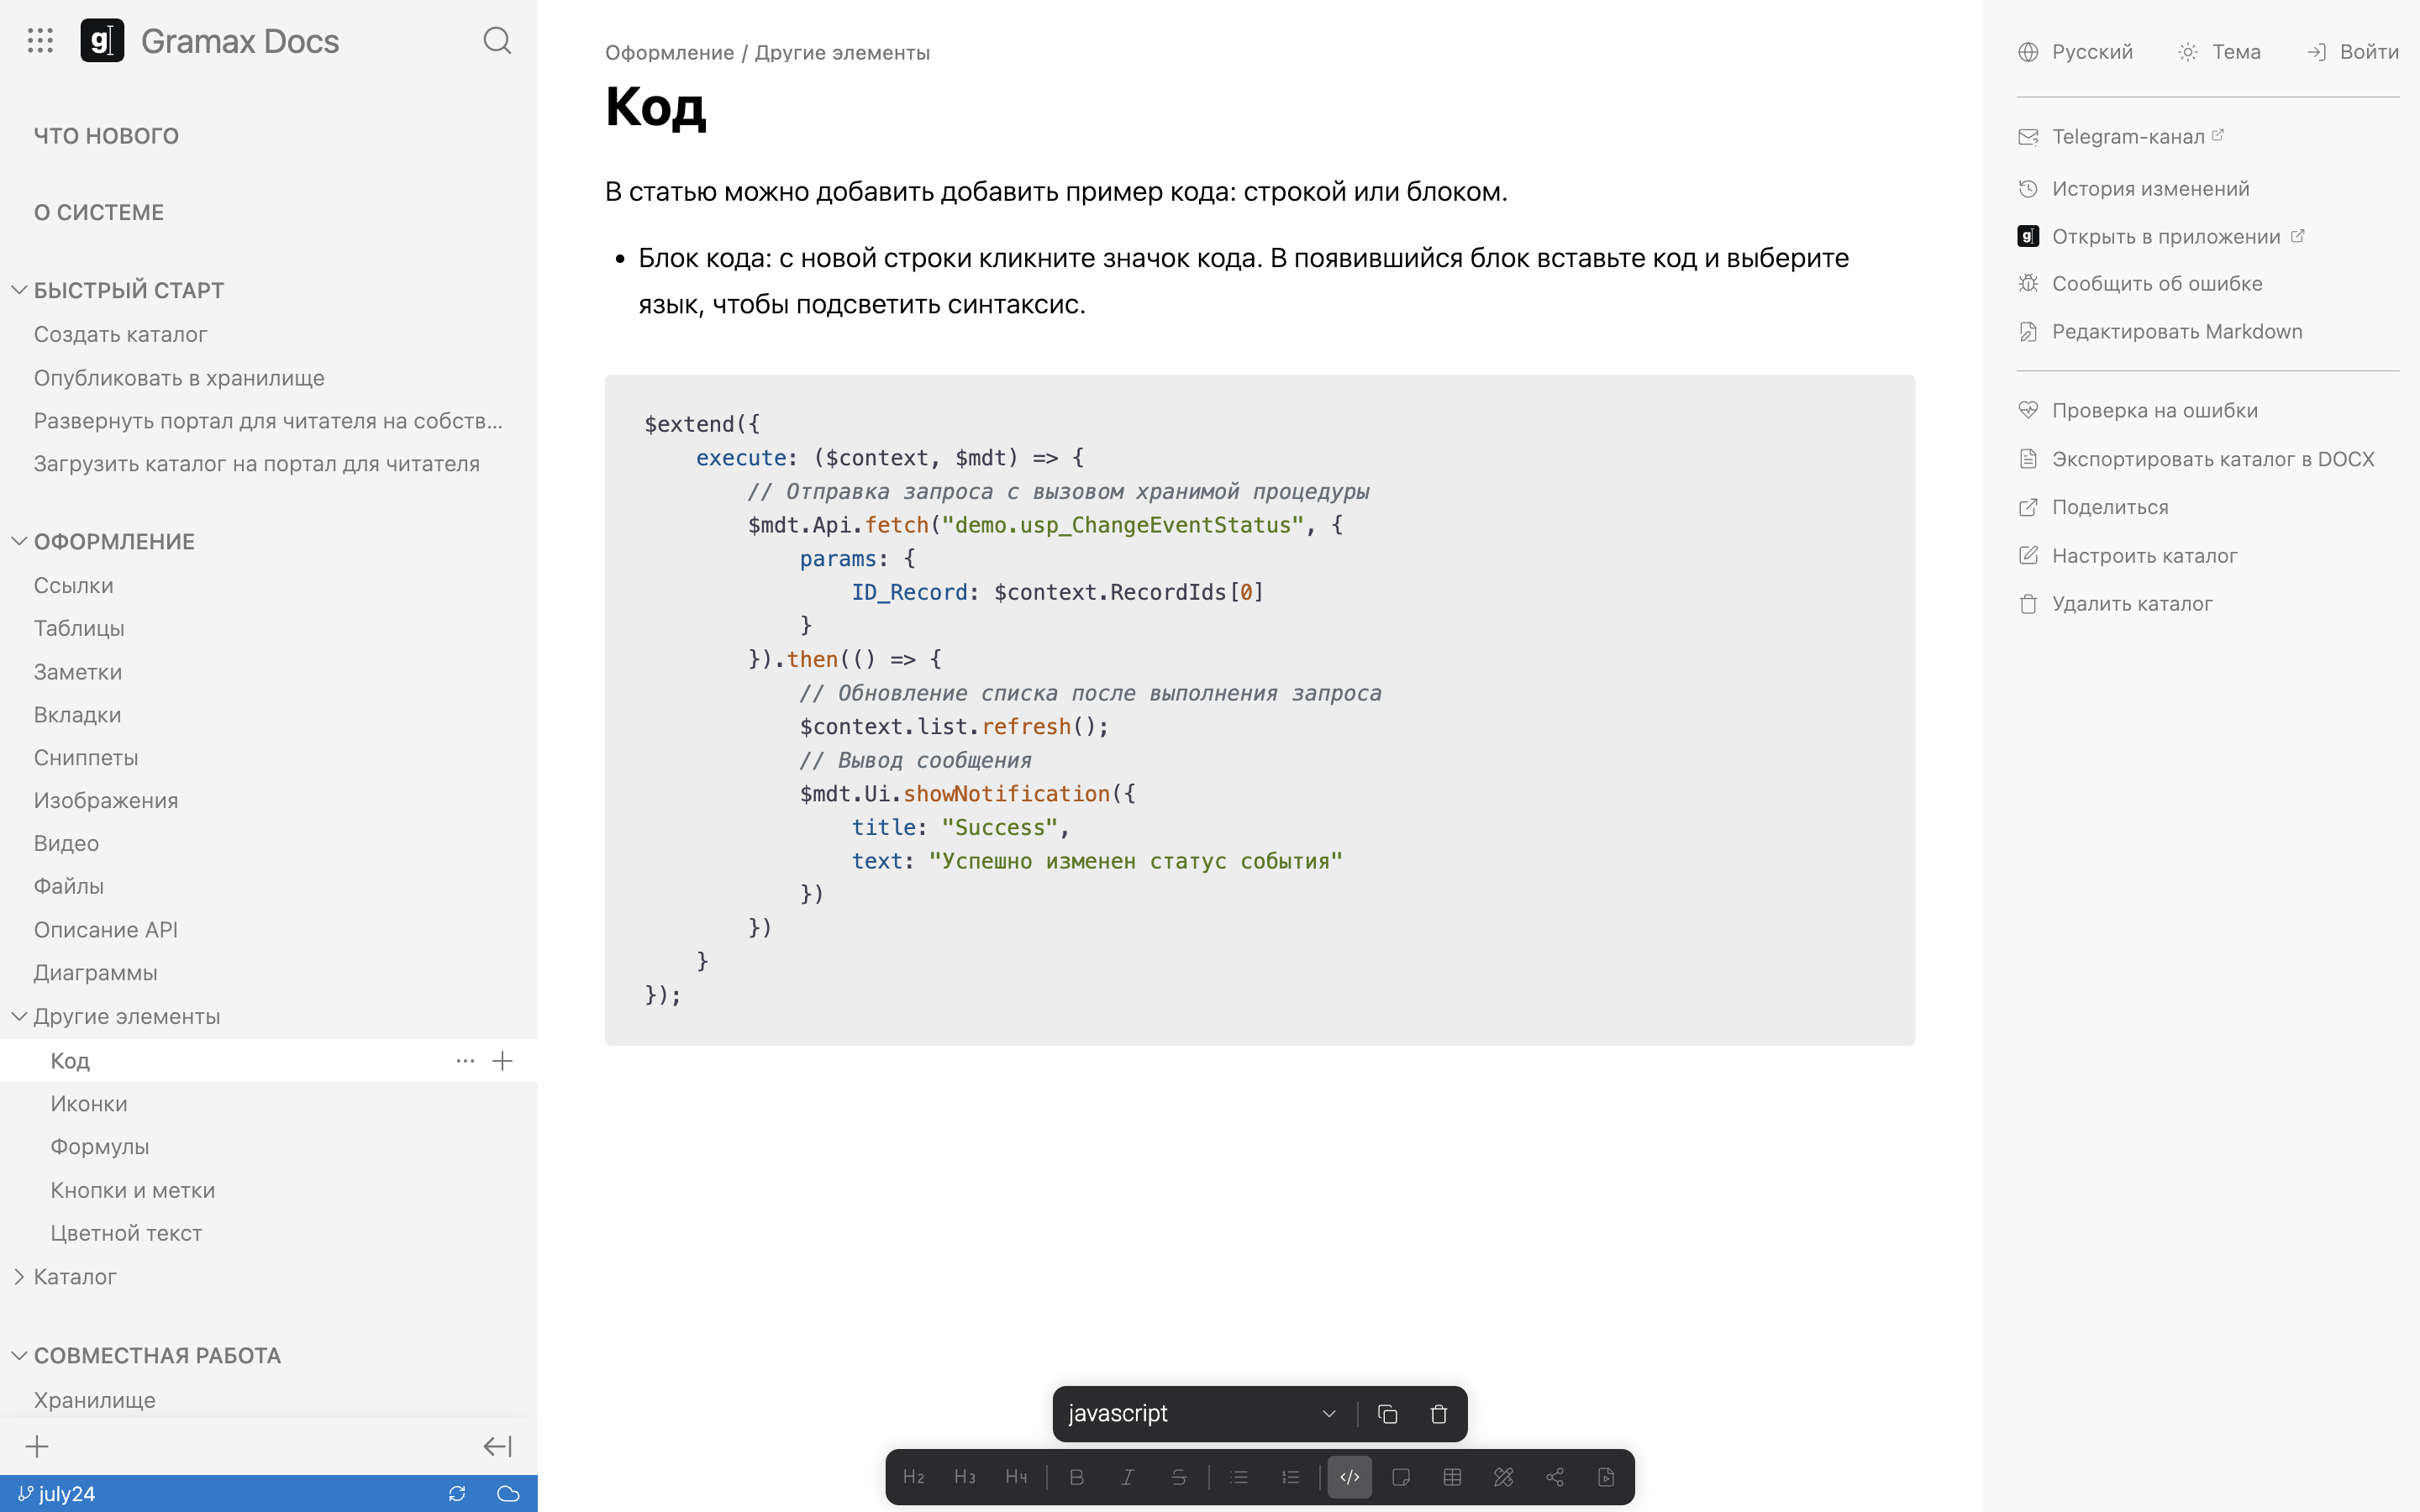 Gramax Docs
ЧТО НОВОГО
О СИСТЕМЕ
БЫСТРЫЙ СТАРТ
Создать каталог
Опубликовать в хранилище
Развернуть портал для читателя на собств...
Загрузить каталог на портал для читателя
ОФОРМЛЕНИЕ
Ссылки
Таблицы
Заметки
Вкладки
Сниппеты
Изображения
Видео
Файлы
Описание API
Диаграммы
Другие элементы
Код
Иконки
Формулы
Кнопки и метки
Цветной текст
Каталог
СОВМЕСТНАЯ РАБОТА
Хранилище
july24
Оформление / Другие элементы
Код
В статью можно добавить добавить пример кода: строкой или блоком.
• Блок кода: с новой строки кликните значок кода. В появившийся блок вставьте код и выберите
язык, чтобы подсветить синтаксис.
$extend({
    execute: ($context, $mdt) => {
        // Отправка запроса с вызовом хранимой процедуры
        $mdt.Api.fetch("demo.usp_ChangeEventStatus", {
            params: {
                ID_Record: $context.RecordIds[0]
            }
        }).then(() => {
            // Обновление списка после выполнения запроса
            $context.list.refresh();
            // Вывод сообщения
            $mdt.Ui.showNotification({
                title: "Success",
                text: "Успешно изменен статус события"
            })
        })
    }
});
javascript
H2 H3 H4 B I S
Русский Тема Войти
Telegram-канал
История изменений
Открыть в приложении
Сообщить об ошибке
Редактировать Markdown
Проверка на ошибки
Экспортировать каталог в DOCX
Поделиться
Настроить каталог
Удалить каталог